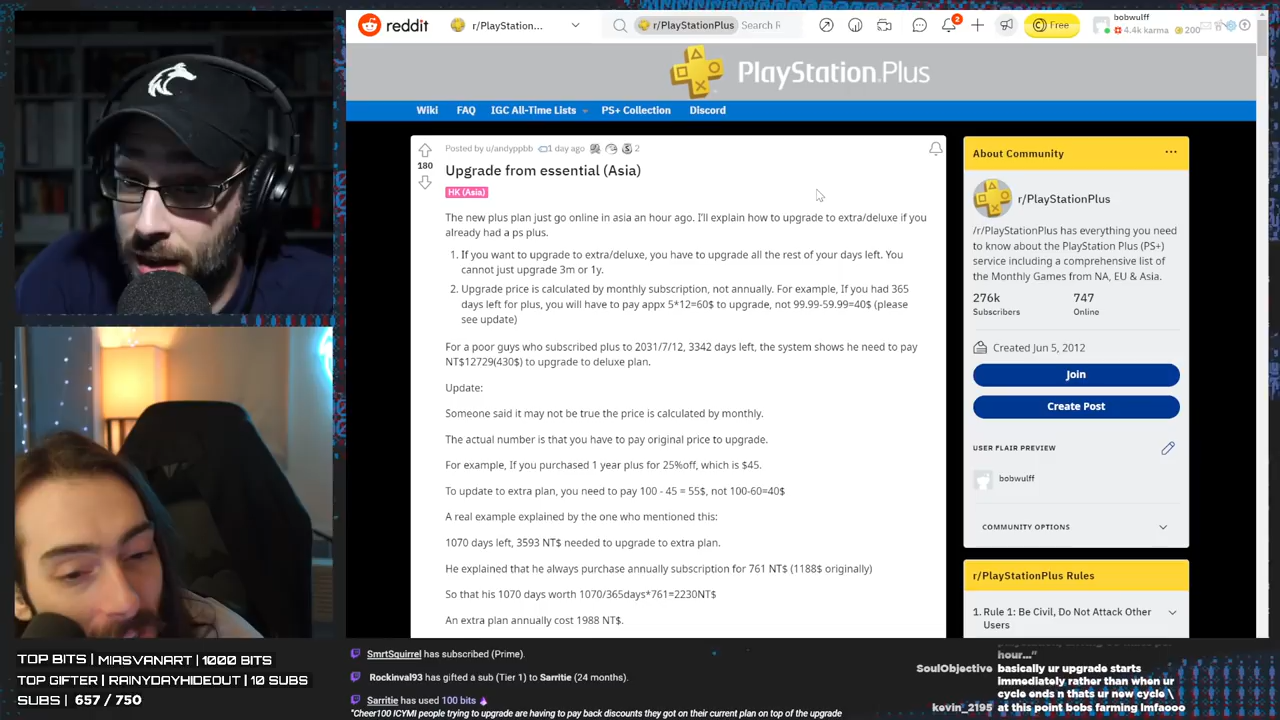 reddit
r/PlayStation...
r/PlayStationPlus
Search R
2
Free
bobwulff
4.4k karma
200
PlayStation.Plus
Wiki
FAQ
IGC All-Time Lists
PS+ Collection
Discord
180
Posted by u/andyppbb
1 day ago
2
Upgrade from essential (Asia)
HK (Asia)
The new plus plan just go online in asia an hour ago. I'll explain how to upgrade to extra/deluxe if you
already had a ps plus.
1. If you want to upgrade to extra/deluxe, you have to upgrade all the rest of your days left. You
cannot just upgrade 3m or 1y.
2. Upgrade price is calculated by monthly subscription, not annually. For example, If you had 365
days left for plus, you will have to pay appx 5*12=60$ to upgrade, not 99.99-59.99=40$ (please
see update)
For a poor guys who subscribed plus to 2031/7/12, 3342 days left, the system shows he need to pay
NT$12729(430$) to upgrade to deluxe plan.
Update:
Someone said it may not be true the price is calculated by monthly.
The actual number is that you have to pay original price to upgrade.
For example, If you purchased 1 year plus for 25%off, which is $45.
To update to extra plan, you need to pay 100 - 45 = 55$, not 100-60=40$
A real example explained by the one who mentioned this:
1070 days left, 3593 NT$ needed to upgrade to extra plan.
He explained that he always purchase annually subscription for 761 NT$ (1188$ originally)
So that his 1070 days worth 1070/365days*761=2230NT$
An extra plan annually cost 1988 NT$.
About Community
r/PlayStationPlus
/r/PlayStationPlus has everything you need
to know about the PlayStation Plus (PS+)
service including a comprehensive list of
the Monthly Games from NA, EU & Asia.
276k
747
Subscribers
Online
Created Jun 5, 2012
Join
Create Post
USER FLAIR PREVIEW
bobwulff
COMMUNITY OPTIONS
r/PlayStationPlus Rules
1. Rule 1: Be Civil, Do Not Attack Other
Users
TOP BITS | MIASVANART | 1000 BITS
TOP GIFTER | RAINYDAYHIDEOUT | 10 SUBS
SUBS | 657 / 750
SmrtSquirrel has subscribed (Prime).
Rockinval93 has gifted a sub (Tier 1) to Sarritie (24 months).
Sarritie has used 100 bits
"Cheer100 ICYMI people trying to upgrade are having to pay back discounts they got on their current plan on top of the upgrade
hour..."
SoulObjective
basically ur upgrade starts
immediately rather than when ur
cycle ends n thats ur new cycle \
kevin_2195
at this point bobs farming lmfaooo